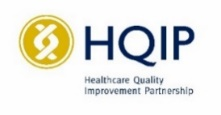 HQIP
Healthcare Quality
Improvement Partnership